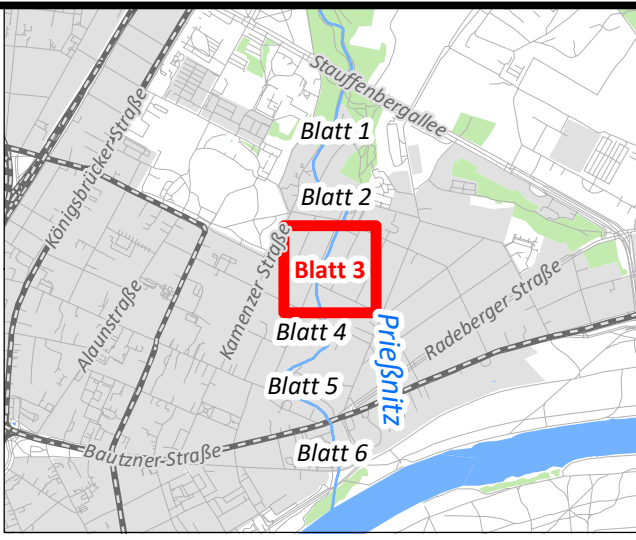 Stauffenbergallee
Königsbrücker-Straße
Blatt 1
Blatt 2
Kamenzer Straße
Blatt 3
Alaunstraße
Radeberger Straße
Blatt 4
Prießnitz
Blatt 5
Bautzner-Straße
Blatt 6